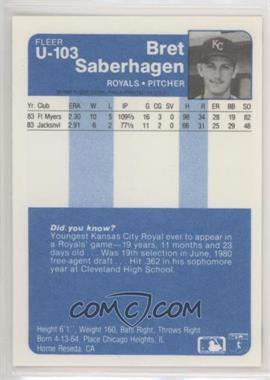 FLEER
U-103
Bret
Saberhagen
ROYALS • PITCHER
KC
Yr. Club ERA W. L IP G CG SV H R ER BB SO
83 Ft Myers 2.30 10 5 109⅔ 16 3 0 98 34 28 19 82
83 Jacksnvl 2.91 6 2 77⅓ 11 2 0 66 31 25 29 48
Did you know?
Youngest Kansas City Royal ever to appear in
a Royals' game—19 years, 11 months and 23
days old . . . Was 19th selection in June, 1980
free-agent draft . . . Hit .362 in his sophomore
year at Cleveland High School.
COMC
Height 6'1", Weight 160, Bats Right, Throws Right
Born 4-13-64 Place Chicago Heights, IL
Home Reseda, CA